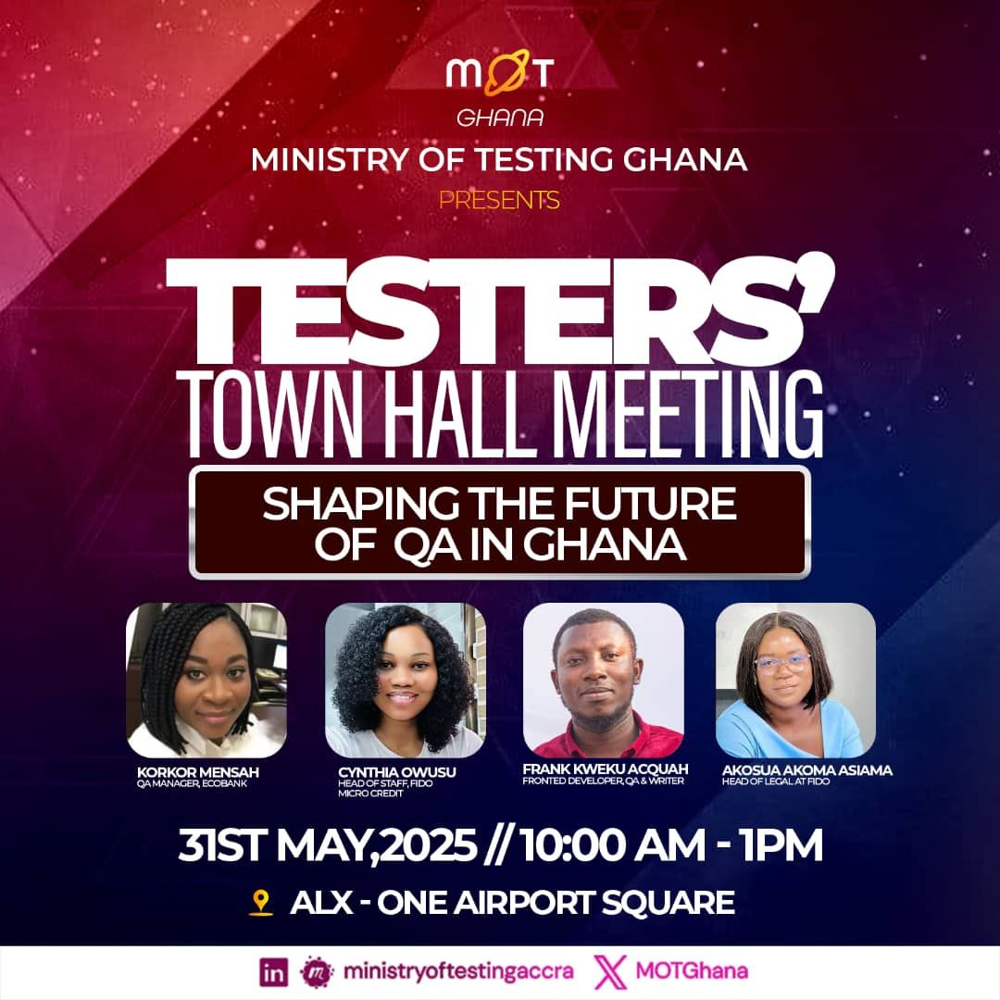 MOT
GHANA
MINISTRY OF TESTING GHANA
PRESENTS
TESTERS'
TOWN HALL MEETING
SHAPING THE FUTURE
OF QA IN GHANA
KORKOR MENSAH
QA MANAGER, ECOBANK
CYNTHIA OWUSU
HEAD OF STAFF, FIDO
MICRO CREDIT
FRANK KWEKU ACQUAH
FRONTED DEVELOPER, QA & WRITER
AKOSUA AKOMA ASIAMA
HEAD OF LEGAL AT FIDO
31ST MAY,2025 // 10:00 AM - 1PM
ALX - ONE AIRPORT SQUARE
in m ministryoftestingaccra X MOTGhana